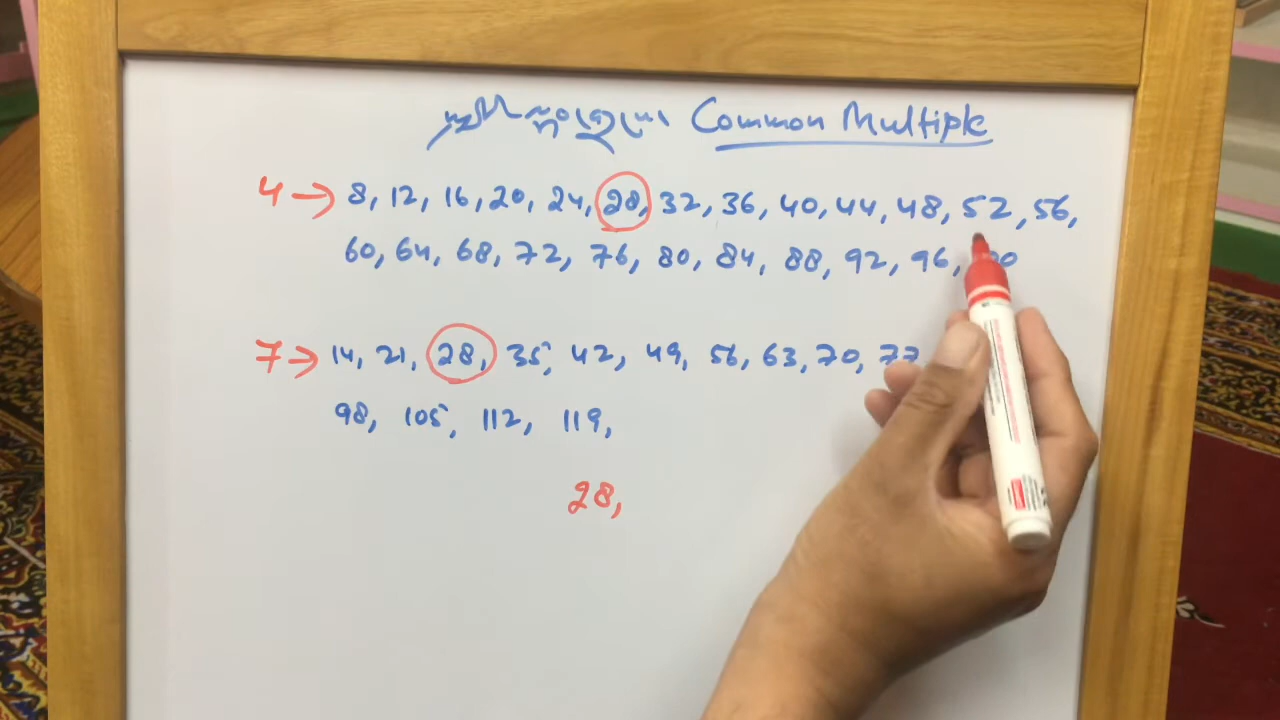 Common Multiple
4 → 8, 12, 16, 20, 24, 28, 32, 36, 40, 44, 48, 52, 56,
60, 64, 68, 72, 76, 80, 84, 88, 92, 96,
7 → 14, 21, 28, 35, 42, 49, 56, 63, 70, 77
98, 105, 112, 119,
28,